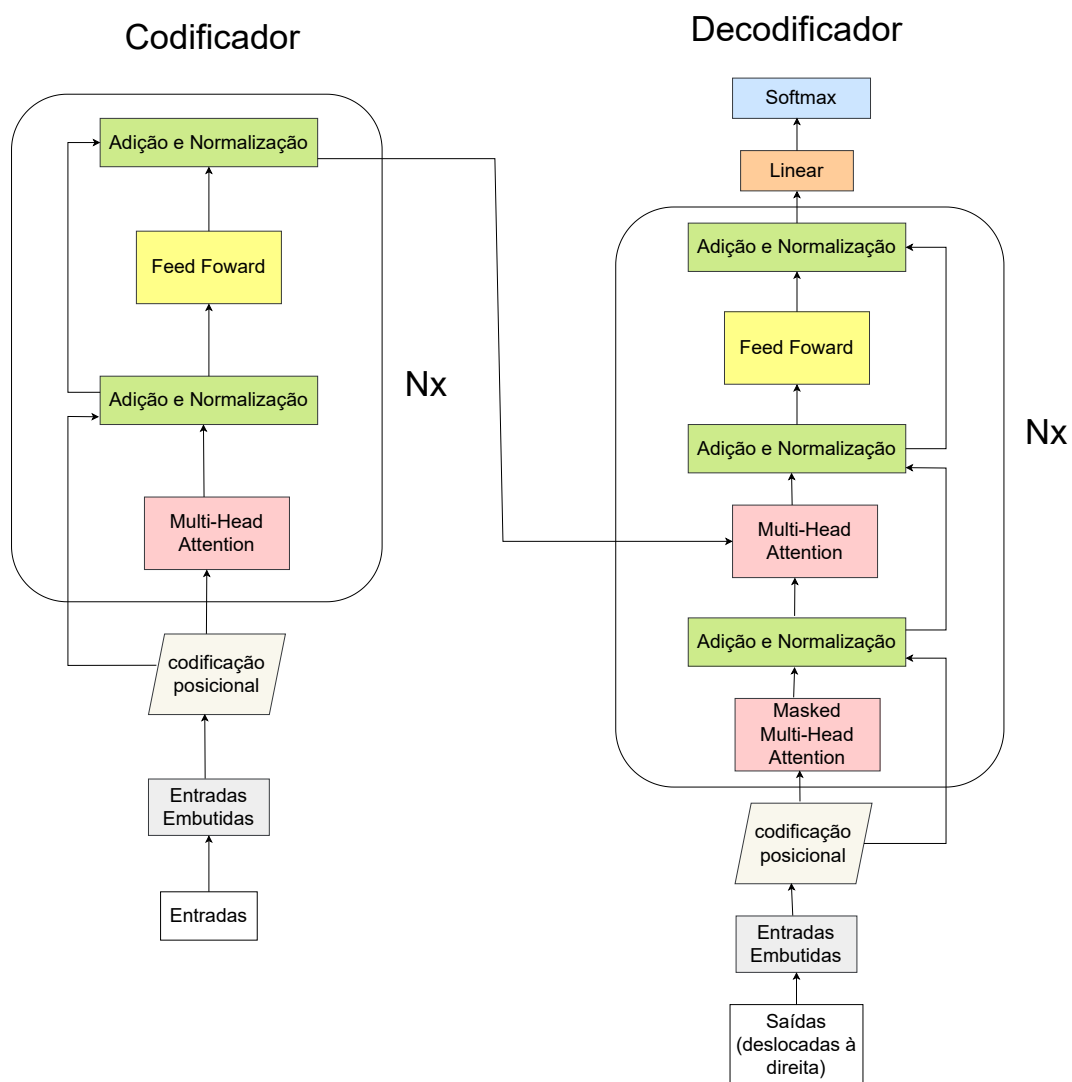 Codificador
Adição e Normalização
Feed Foward
Adição e Normalização
Nx
Multi-Head
Attention
codificação
posicional
Entradas
Embutidas
Entradas
Decodificador
Softmax
Linear
Adição e Normalização
Feed Foward
Adição e Normalização
Nx
Multi-Head
Attention
Adição e Normalização
Masked
Multi-Head
Attention
codificação
posicional
Entradas
Embutidas
Saídas
(deslocadas à
direita)